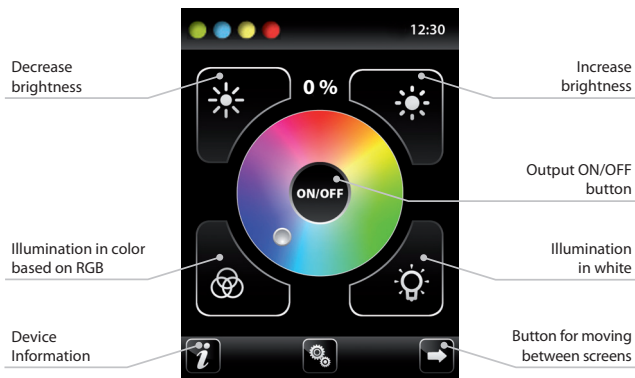 12:30
Decrease
brightness
Increase
brightness
0 %
Output ON/OFF
button
ON/OFF
Illumination in color
based on RGB
Illumination
in white
Device
Information
i
Button for moving
between screens